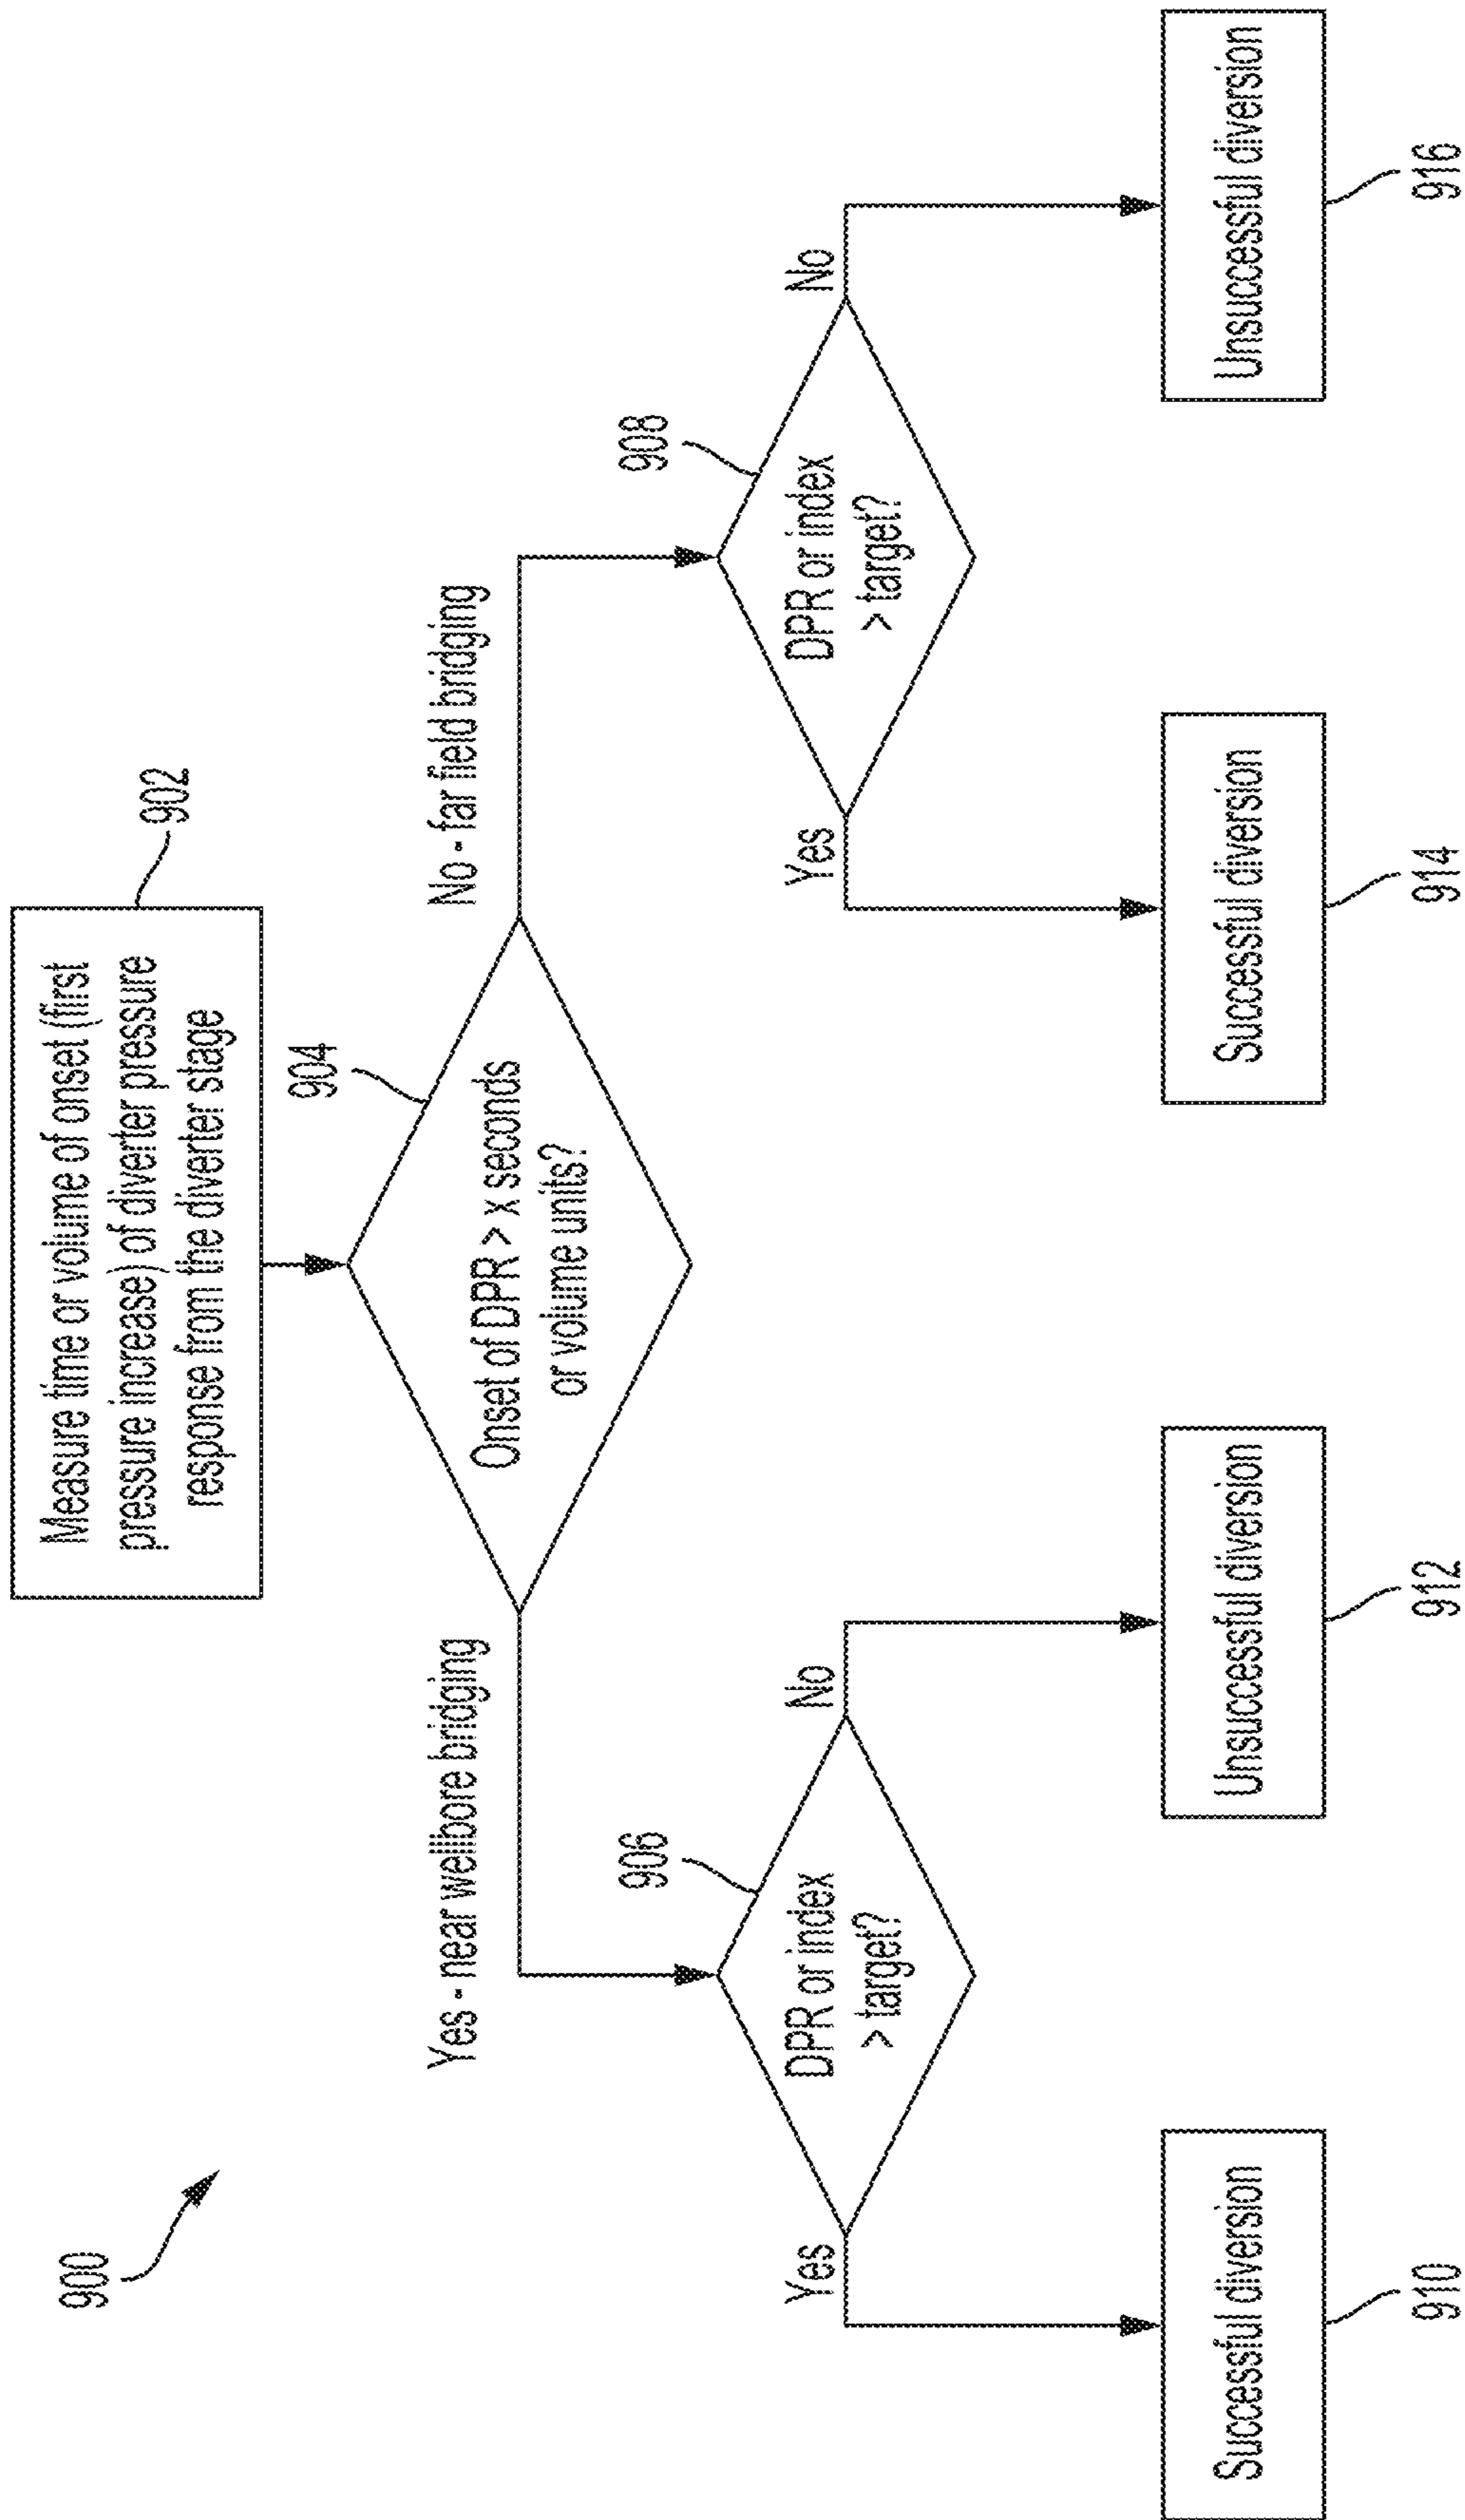 900
Measure time or volume of onset (first
pressure increase) of diverter pressure
response from the diverter stage
902
904
Onset of DPR > x seconds
or volume units?
Yes - near wellbore bridging
No - far field bridging
906
DPR or index
> target?
908
DPR or index
> target?
Yes
No
Yes
No
Successful diversion
Unsuccessful diversion
Successful diversion
Unsuccessful diversion
910
912
914
916